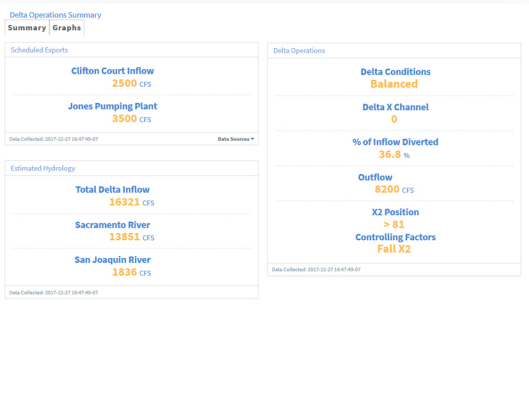 Delta Operations Summary
Summary Graphs
Scheduled Exports
Clifton Court Inflow
2500 CFS
Jones Pumping Plant
3500 CFS
Data Collected: 2017-12-27 16:47:49-07 Data Sources
Estimated Hydrology
Total Delta Inflow
16321 CFS
Sacramento River
13851 CFS
San Joaquin River
1836 CFS
Data Collected: 2017-12-27 16:47:49-07
Delta Operations
Delta Conditions
Balanced
Delta X Channel
0
% of Inflow Diverted
36.8 %
Outflow
8200 CFS
X2 Position
> 81
Controlling Factors
Fall X2
Data Collected: 2017-12-27 16:47:49-07